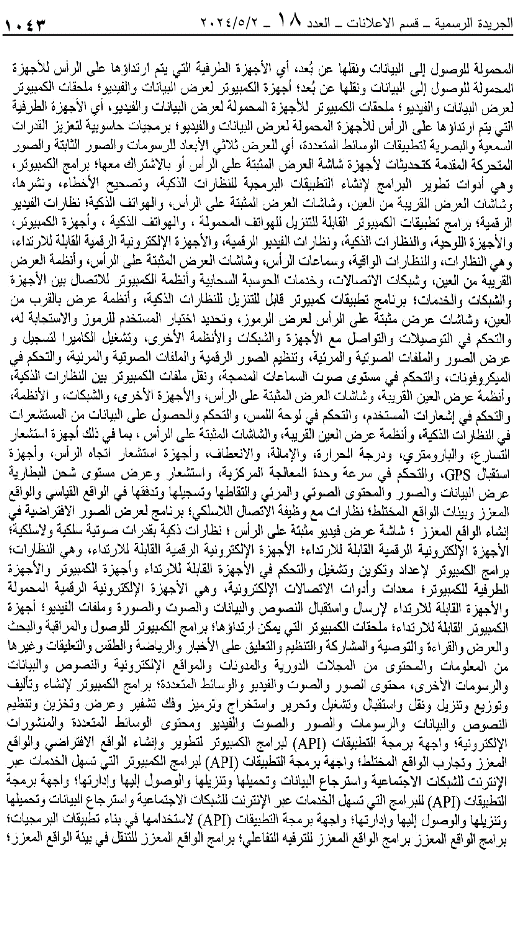 الجريدة الرسمية – قسم الاعلانات – العدد ١٨ – ٢٠٢٤/٥/٢ ١٠٤٣
المحمولة للوصول إلى البيانات ونقلها عن بُعد، أي الأجهزة الطرفية التي يتم ارتداؤها على الرأس للأجهزة
المحمولة للوصول إلى البيانات ونقلها عن بُعد؛ أجهزة الكمبيوتر لعرض البيانات والفيديو؛ ملحقات الكمبيوتر
لعرض البيانات والفيديو؛ ملحقات الكمبيوتر للأجهزة المحمولة لعرض البيانات والفيديو، أي الأجهزة الطرفية
التي يتم ارتداؤها على الرأس للأجهزة المحمولة لعرض البيانات والفيديو؛ برمجيات حاسوبية لتعزيز القدرات
السمعية والبصرية لتطبيقات الوسائط المتعددة، أي للعرض ثلاثي الأبعاد للرسومات والصور الثابتة والصور
المتحركة المقدمة كتحديثات لأجهزة شاشة العرض المثبتة على الرأس أو بالاشتراك معها؛ برامج الكمبيوتر،
وهي أدوات تطوير البرامج لإنشاء التطبيقات البرمجية للنظارات الذكية، وتصحيح الأخطاء، ونشرها،
وشاشات العرض القريبة من العين، وشاشات العرض المثبتة على الرأس، والهواتف الذكية؛ نظارات الفيديو
الرقمية؛ برامج تطبيقات الكمبيوتر القابلة للتنزيل للهواتف المحمولة ، والهواتف الذكية ، وأجهزة الكمبيوتر،
والأجهزة اللوحية، والنظارات الذكية، ونظارات الفيديو الرقمية، والأجهزة الإلكترونية الرقمية القابلة للارتداء،
وهي النظارات، والنظارات الواقية، وسماعات الرأس، وشاشات العرض المثبتة على الرأس، وأنظمة العرض
القريبة من العين، وشبكات الاتصالات، وخدمات الحوسبة السحابية وأنظمة الكمبيوتر للاتصال بين الأجهزة
والشبكات والخدمات؛ برنامج تطبيقات كمبيوتر قابل للتنزيل للنظارات الذكية، وأنظمة عرض بالقرب من
العين، وشاشات عرض مثبتة على الرأس لعرض الرموز، وتحديد اختيار المستخدم للرموز والاستجابة له،
والتحكم في التوصيلات والتواصل مع الأجهزة والشبكات والأنظمة الأخرى، وتشغيل الكاميرا لتسجيل و
عرض الصور والملفات الصوتية والمرئية، وتنظيم الصور الرقمية والملفات الصوتية والمرئية، والتحكم في
الميكروفونات، والتحكم في مستوى صوت السماعات المدمجة، ونقل ملفات الكمبيوتر بين النظارات الذكية،
وأنظمة عرض العين القريبة، وشاشات العرض المثبتة على الرأس، والأجهزة الأخرى، والشبكات، والأنظمة،
والتحكم في إشعارات المستخدم، والتحكم في لوحة اللمس، والتحكم والحصول على البيانات من المستشعرات
في النظارات الذكية، وأنظمة عرض العين القريبة، والشاشات المثبتة على الرأس ، بما في ذلك أجهزة استشعار
التسارع، والبارومتري، ودرجة الحرارة، والإمالة، والانعطاف، وأجهزة استشعار اتجاه الرأس، وأجهزة
استقبال GPS، والتحكم في سرعة وحدة المعالجة المركزية، واستشعار وعرض مستوى شحن البطارية
عرض البيانات والصور والمحتوى الصوتي والمرئي والتقاطها وتسجيلها وتدفقها في الواقع القياسي والواقع
المعزز وبيئات الواقع المختلط؛ نظارات مع وظيفة الاتصال اللاسلكي؛ برنامج لعرض الصور الافتراضية في
إنشاء الواقع المعزز ؛ شاشة عرض فيديو مثبتة على الرأس ؛ نظارات ذكية بقدرات صوتية سلكية ولاسلكية؛
الأجهزة الإلكترونية الرقمية القابلة للارتداء؛ الأجهزة الإلكترونية الرقمية القابلة للارتداء، وهي النظارات؛
برامج الكمبيوتر لإعداد وتكوين وتشغيل والتحكم في الأجهزة القابلة للارتداء وأجهزة الكمبيوتر والأجهزة
الطرفية للكمبيوتر؛ معدات وأدوات الاتصالات الإلكترونية، وهي الأجهزة الإلكترونية الرقمية المحمولة
والأجهزة القابلة للارتداء لإرسال واستقبال النصوص والبيانات والصوت والصورة وملفات الفيديو؛ أجهزة
الكمبيوتر القابلة للارتداء؛ ملحقات الكمبيوتر التي يمكن ارتداؤها؛ برامج الكمبيوتر للوصول والمراقبة والبحث
والعرض والقراءة والتوصية والمشاركة والتنظيم والتعليق على الأخبار والرياضة والطقس والتعليقات وغيرها
من المعلومات والمحتوى من المجلات الدورية والمدونات والمواقع الإلكترونية والنصوص والبيانات
والرسومات الأخرى، محتوى الصور والصوت والفيديو والوسائط المتعددة؛ برامج الكمبيوتر لإنشاء وتأليف
وتوزيع وتنزيل ونقل واستقبال وتشغيل وتحرير واستخراج وترميز وفك تشفير وعرض وتخزين وتنظيم
النصوص والبيانات والرسومات والصور والصوت والفيديو ومحتوى الوسائط المتعددة والمنشورات
الإلكترونية؛ واجهة برمجة التطبيقات (API) لبرامج الكمبيوتر لتطوير وإنشاء الواقع الافتراضي والواقع
المعزز وتجارب الواقع المختلط؛ واجهة برمجة التطبيقات (API) لبرامج الكمبيوتر التي تسهل الخدمات عبر
الإنترنت للشبكات الاجتماعية واسترجاع البيانات وتحميلها وتنزيلها والوصول إليها وإدارتها؛ واجهة برمجة
التطبيقات (API) للبرامج التي تسهل الخدمات عبر الإنترنت للشبكات الاجتماعية و استرجاع البيانات وتحميلها
وتنزيلها والوصول إليها وإدارتها؛ واجهة برمجة التطبيقات (API) لاستخدامها في بناء تطبيقات البرمجيات؛
برامج الواقع المعزز برامج الواقع المعزز للترفيه التفاعلي؛ برامج الواقع المعزز للتنقل في بيئة الواقع المعزز؛